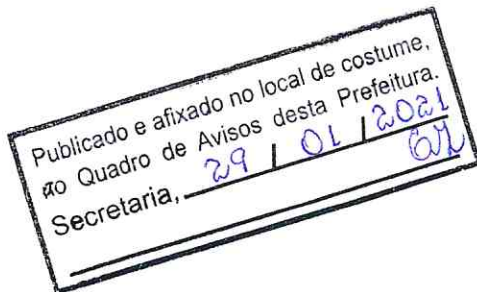 Publicado e afixado no local de costume,
ao Quadro de Avisos desta Prefeitura.
Secretaria, 29 / 01 / 2021